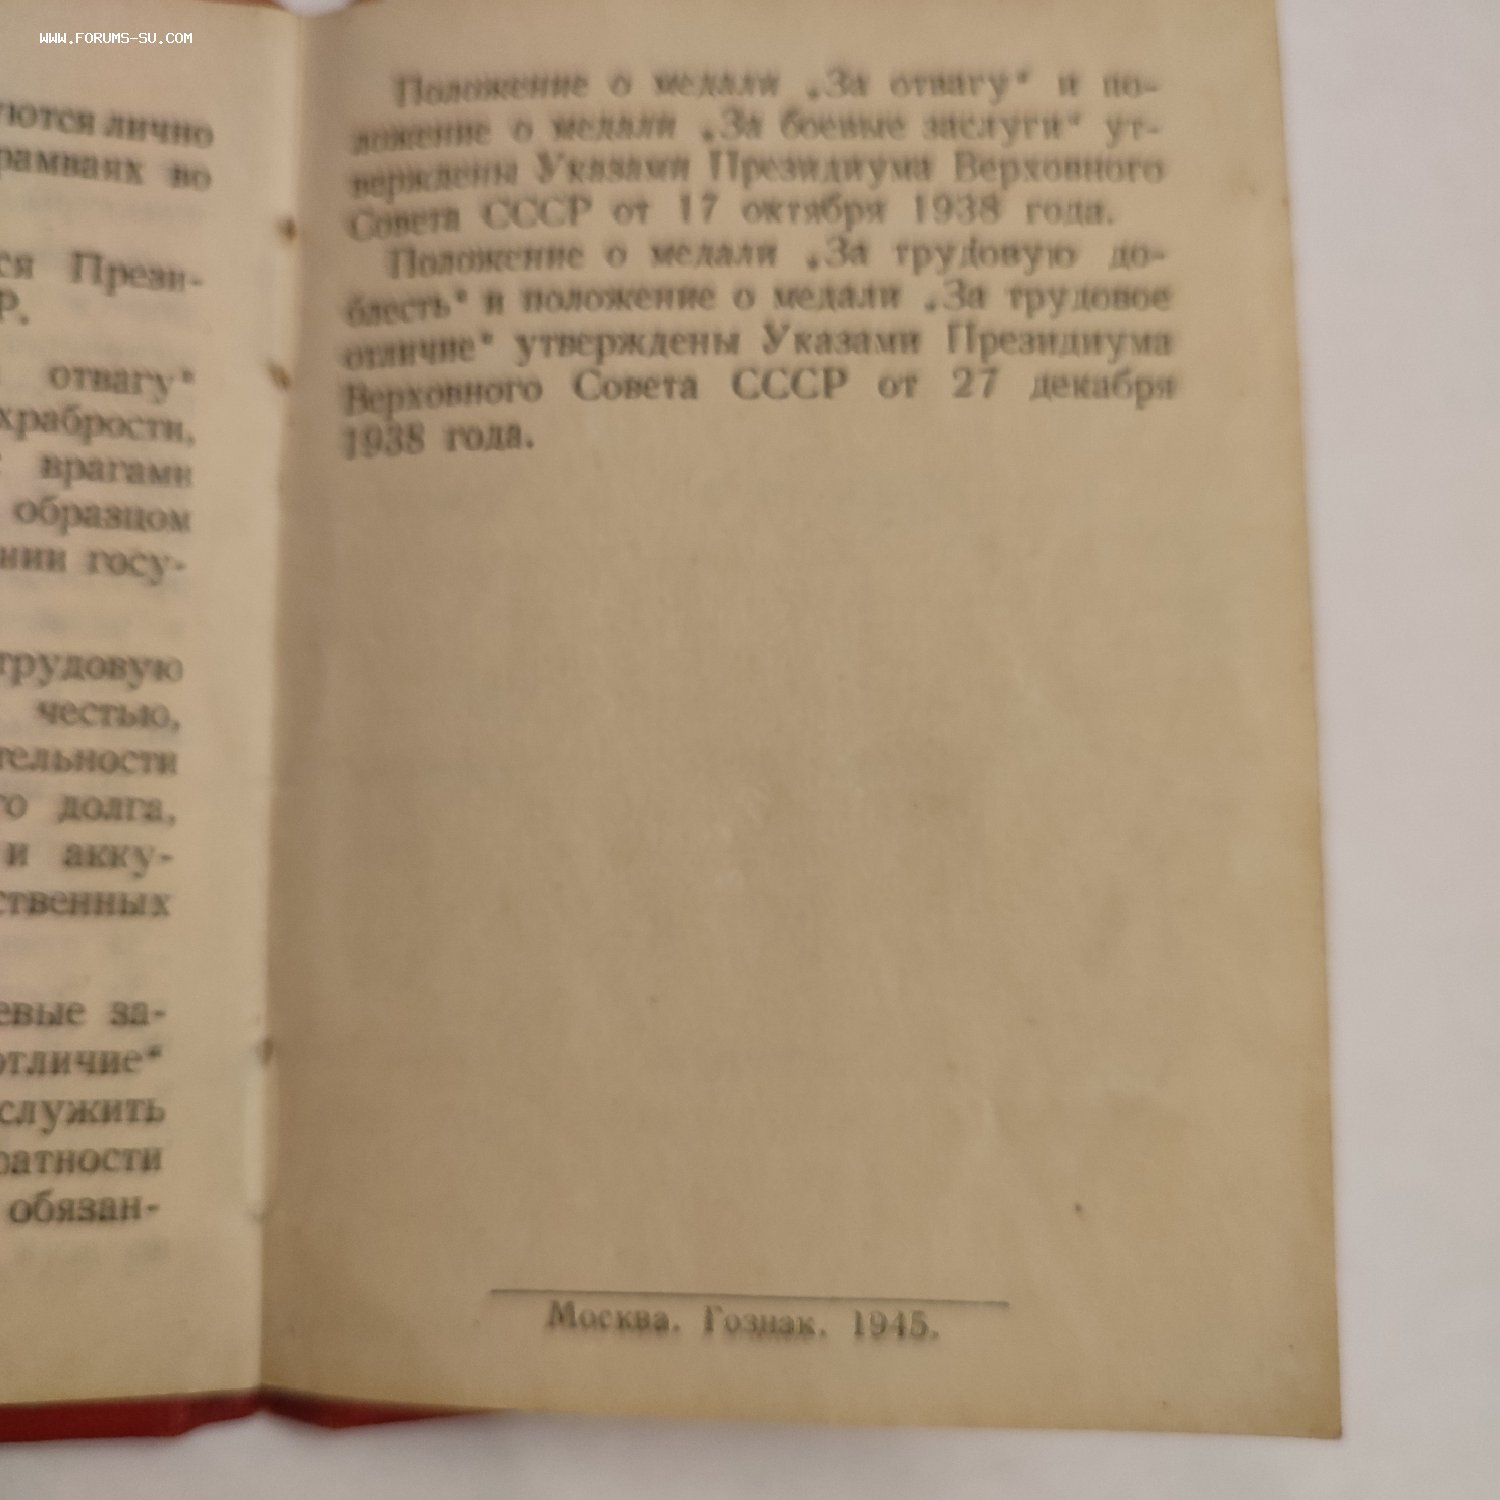 www.forums-su.com
уются лично
рамваях во
ся Прези-
Р.
отвагу"
храбрости,
с врагами
образцом
нии госу-
трудовую
честью,
тельности
го долга,
и акку-
ственных
евые за-
отличие"
служить
ратности
обязан-
Положение о медали „За отвагу" и по-
ложение о медали „За боевые заслуги" ут-
верждены Указами Президиума Верховного
Совета СССР от 17 октября 1938 года.
Положение о медали „За трудовую до-
блесть" и положение о медали „За трудовое
отличие" утверждены Указами Президиума
Верховного Совета СССР от 27 декабря
1938 года.
Москва. Гознак. 1945.